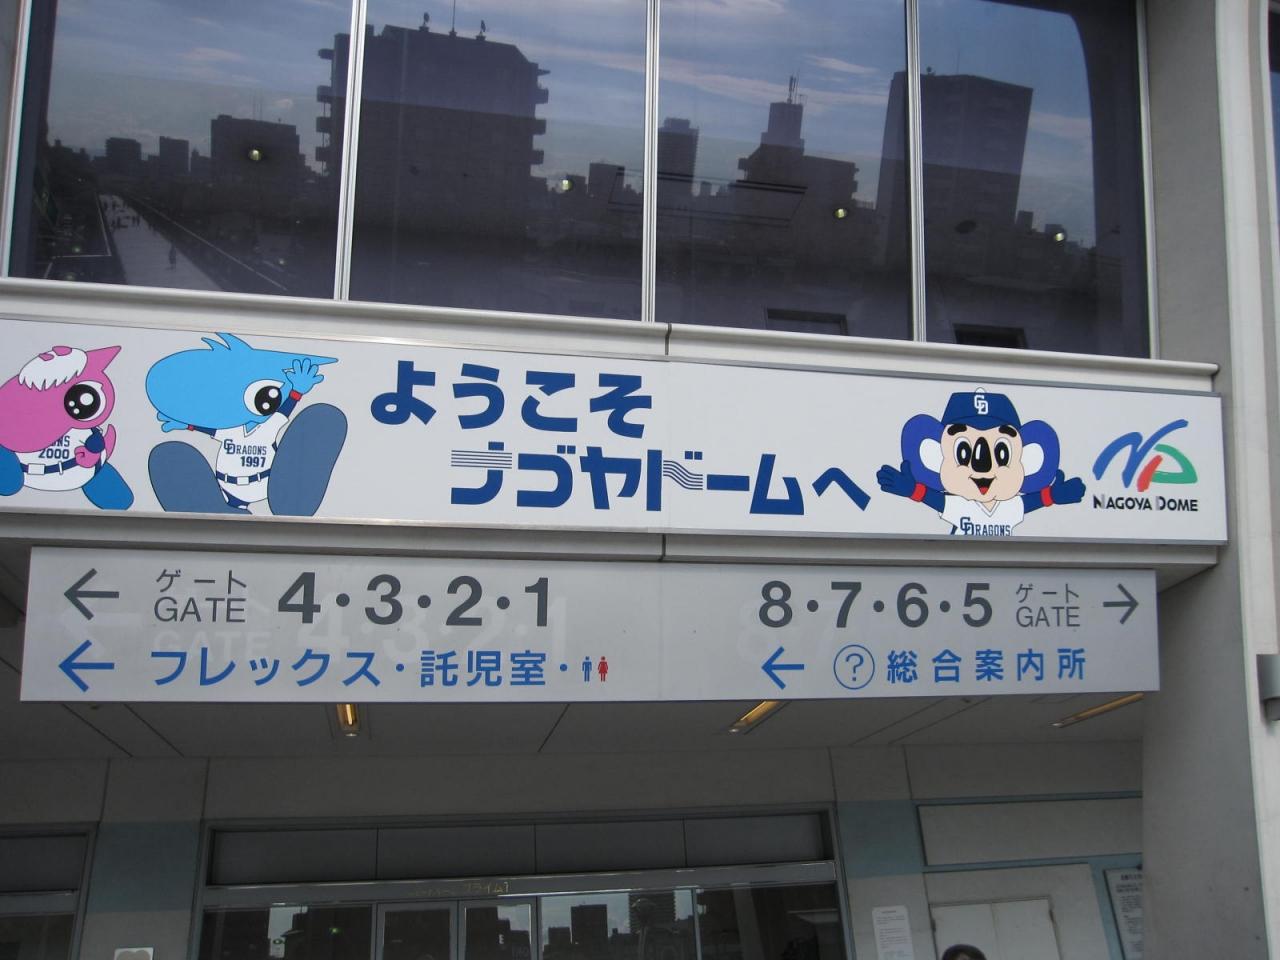 ようこそ
ナゴヤドームへ
NAGOYA DOME
2000
DRAGONS
1997
DRAGONS
ゲート
GATE 4・3・2・1
8・7・6・5 ゲート
GATE
フレックス・託児室・
? 総合案内所